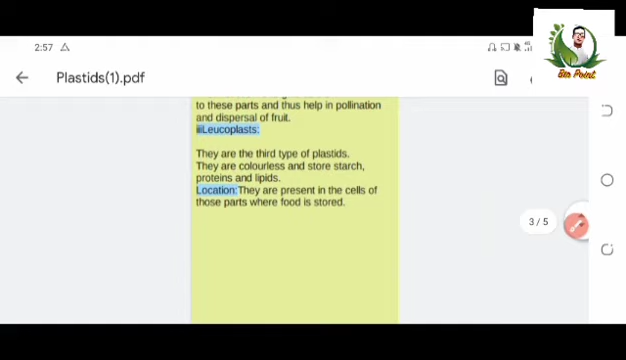 2:57
Plastids(1).pdf
Bio Point
to these parts and thus help in pollination
and dispersal of fruit.
iiiLeucoplasts:
They are the third type of plastids.
They are colourless and store starch,
proteins and lipids.
Location:They are present in the cells of
those parts where food is stored.
3 / 5